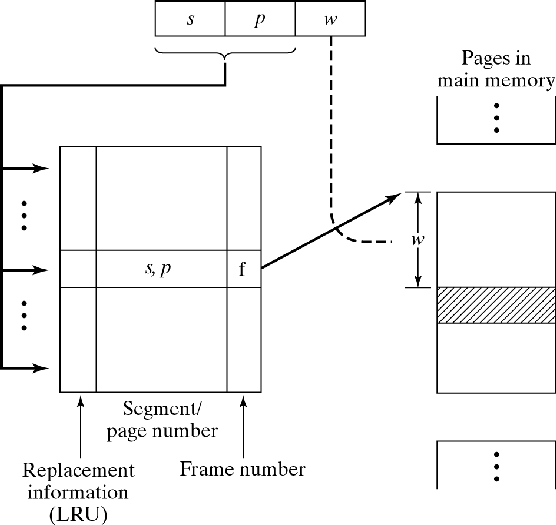 s p w
Pages in
main memory
s, p f
w
Segment/
page number
Replacement
information
(LRU)
Frame number